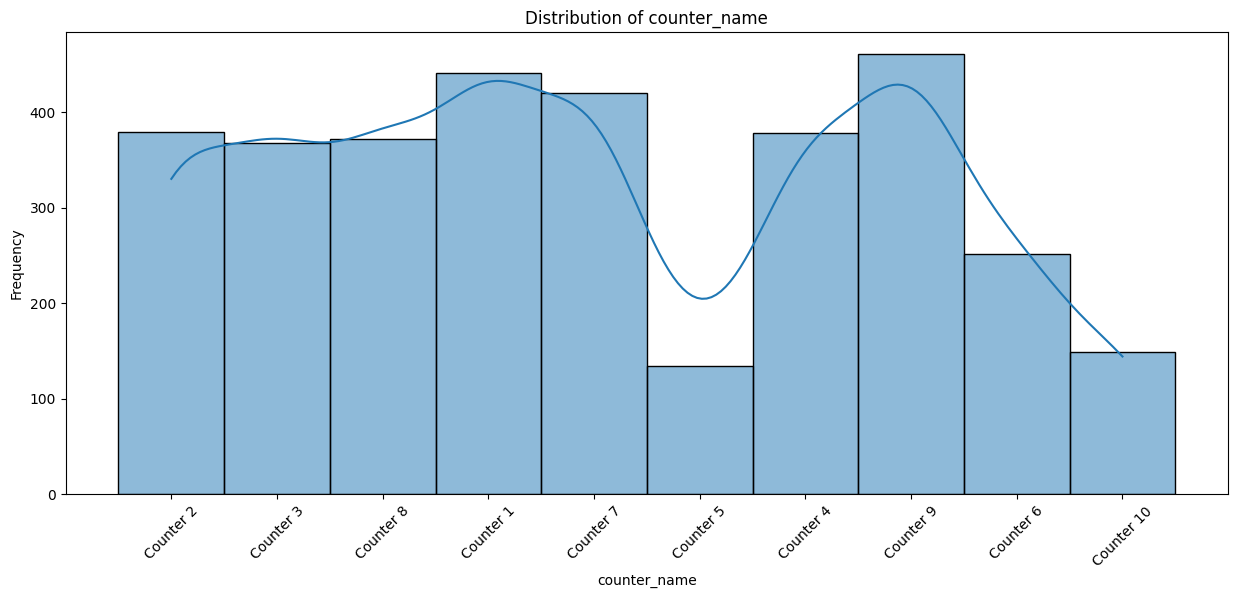 Distribution of counter_name
Frequency
400
300
200
100
0
Counter 2
Counter 3
Counter 8
Counter 1
Counter 7
Counter 5
Counter 4
Counter 9
Counter 6
Counter 10
counter_name